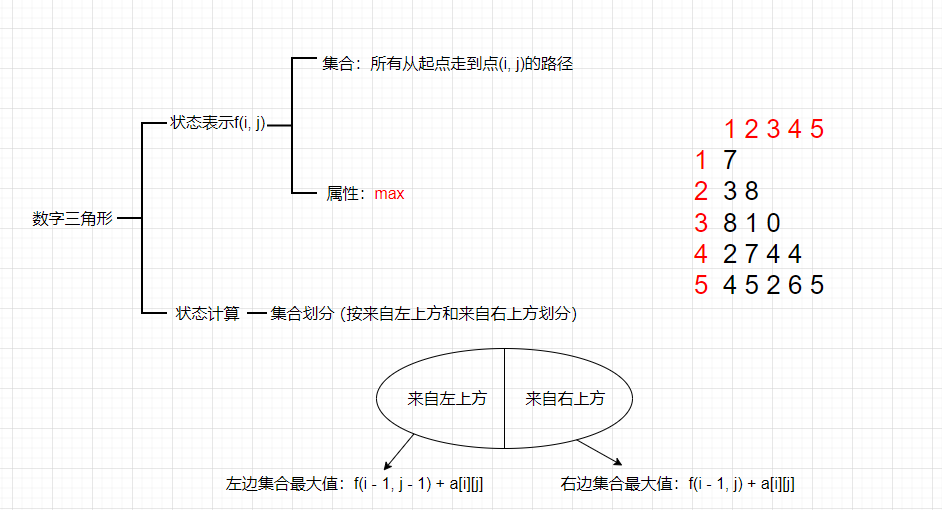 集合：所有从起点走到点(i, j)的路径
状态表示f(i, j)
属性：max
数字三角形
状态计算
集合划分（按来自左上方和来自右上方划分）
来自左上方
来自右上方
左边集合最大值：f(i - 1, j - 1) + a[i][j]
右边集合最大值：f(i - 1, j) + a[i][j]
1 2 3 4 5
1 7
2 3 8
3 8 1 0
4 2 7 4 4
5 4 5 2 6 5